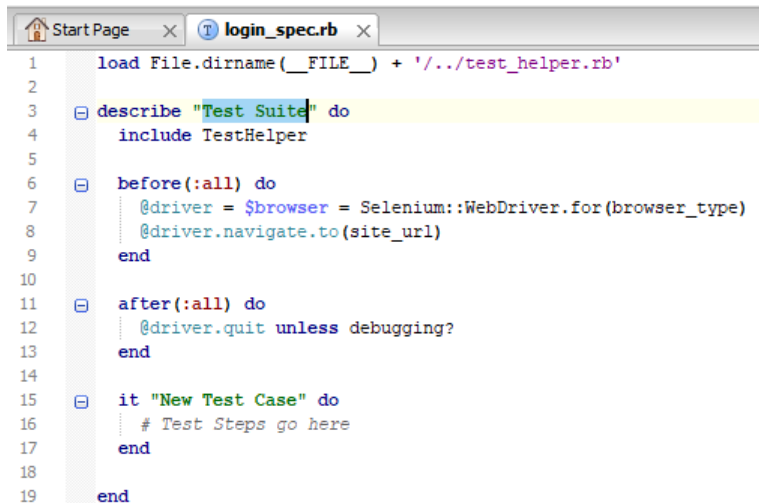 Start Page
login_spec.rb
1 load File.dirname(__FILE__) + '/../test_helper.rb'
2
3 describe "Test Suite" do
4 include TestHelper
5
6 before(:all) do
7 @driver = $browser = Selenium::WebDriver.for(browser_type)
8 @driver.navigate.to(site_url)
9 end
10
11 after(:all) do
12 @driver.quit unless debugging?
13 end
14
15 it "New Test Case" do
16 # Test Steps go here
17 end
18
19 end